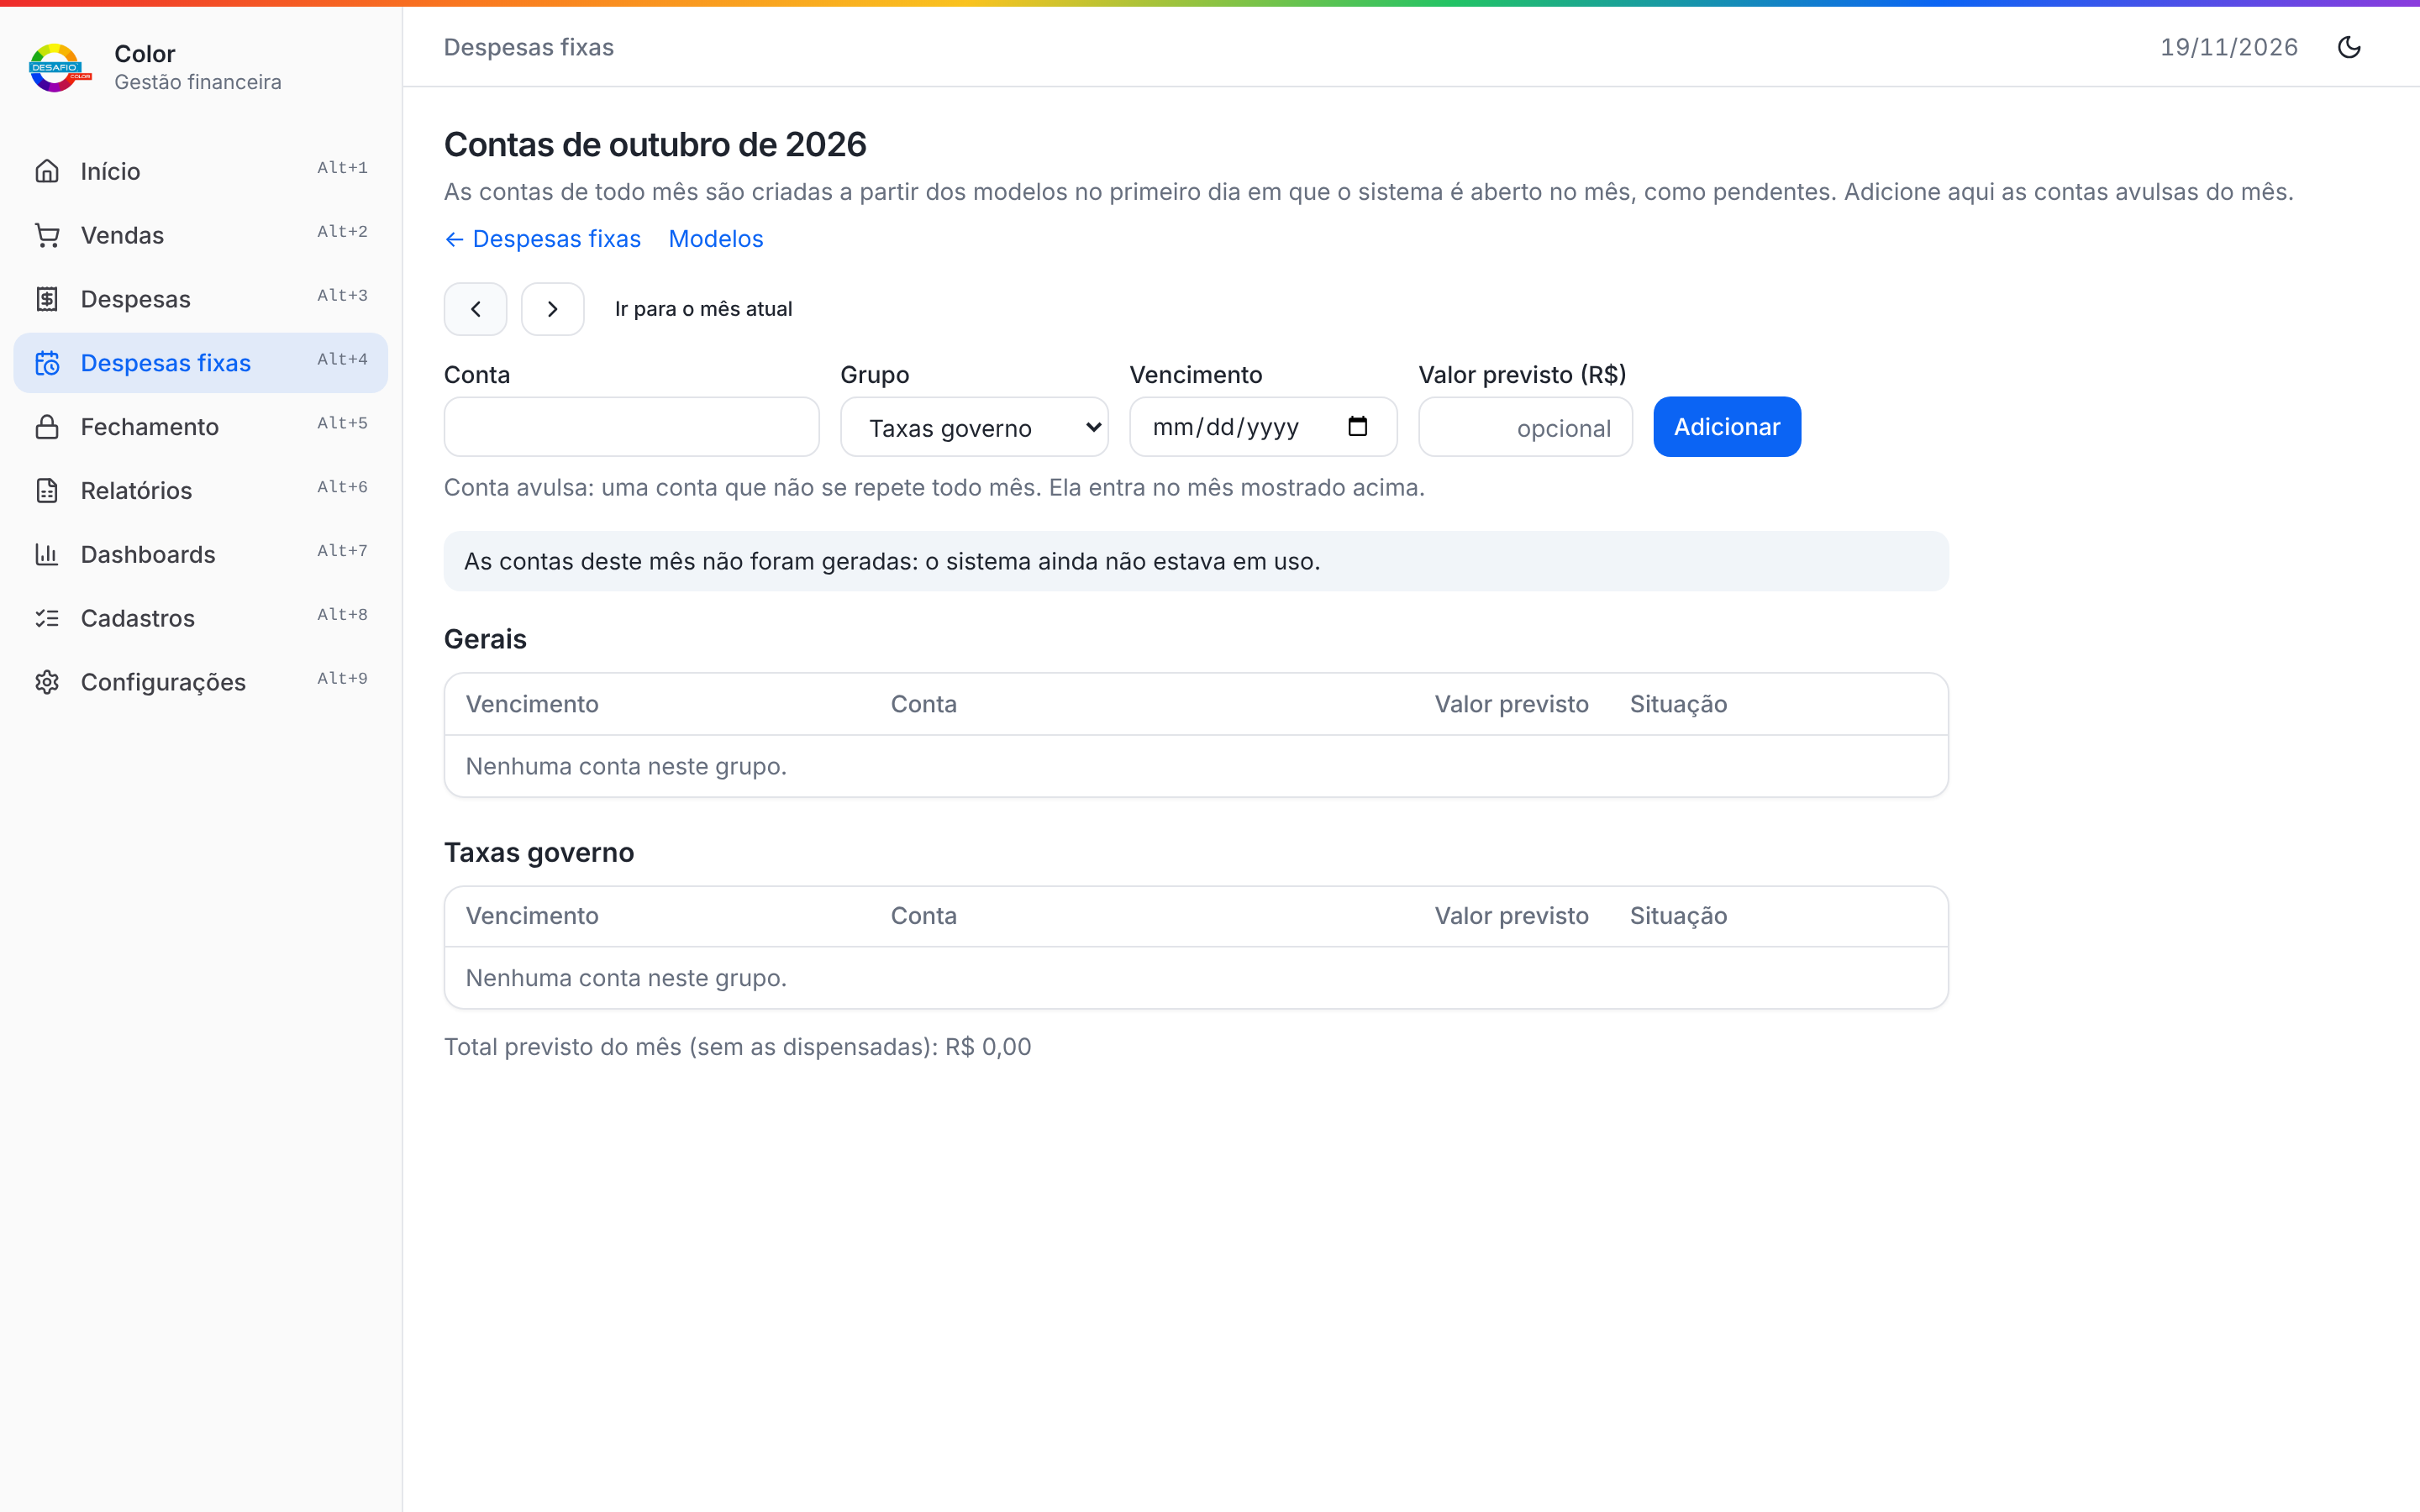 DESAFIO
COLOR
Color
Gestão financeira
Início Alt+1
Vendas Alt+2
Despesas Alt+3
Despesas fixas Alt+4
Fechamento Alt+5
Relatórios Alt+6
Dashboards Alt+7
Cadastros Alt+8
Configurações Alt+9
Despesas fixas 19/11/2026
Contas de outubro de 2026
As contas de todo mês são criadas a partir dos modelos no primeiro dia em que o sistema é aberto no mês, como pendentes. Adicione aqui as contas avulsas do mês.
← Despesas fixas Modelos
Ir para o mês atual
Conta Grupo Vencimento Valor previsto (R$)
Taxas governo mm/dd/yyyy opcional Adicionar
Conta avulsa: uma conta que não se repete todo mês. Ela entra no mês mostrado acima.
As contas deste mês não foram geradas: o sistema ainda não estava em uso.
Gerais
Vencimento Conta Valor previsto Situação
Nenhuma conta neste grupo.
Taxas governo
Vencimento Conta Valor previsto Situação
Nenhuma conta neste grupo.
Total previsto do mês (sem as dispensadas): R$ 0,00